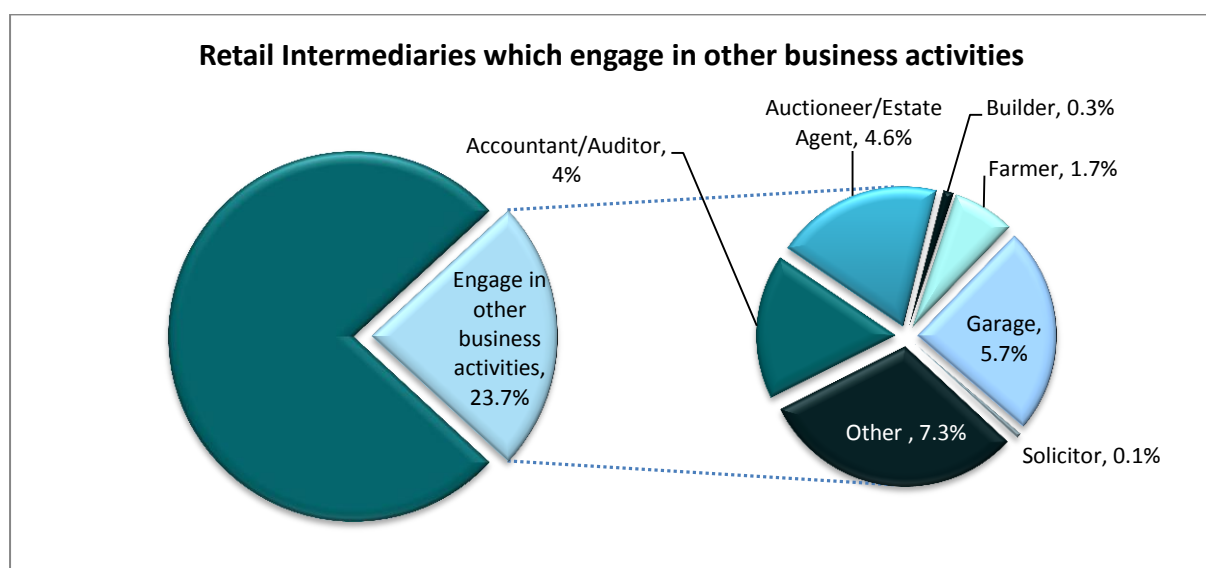 Retail Intermediaries which engage in other business activities
Auctioneer/Estate
Agent, 4.6%
Builder, 0.3%
Accountant/Auditor,
4%
Farmer, 1.7%
Engage in
other
business
activities,
23.7%
Garage,
5.7%
Other , 7.3%
Solicitor, 0.1%